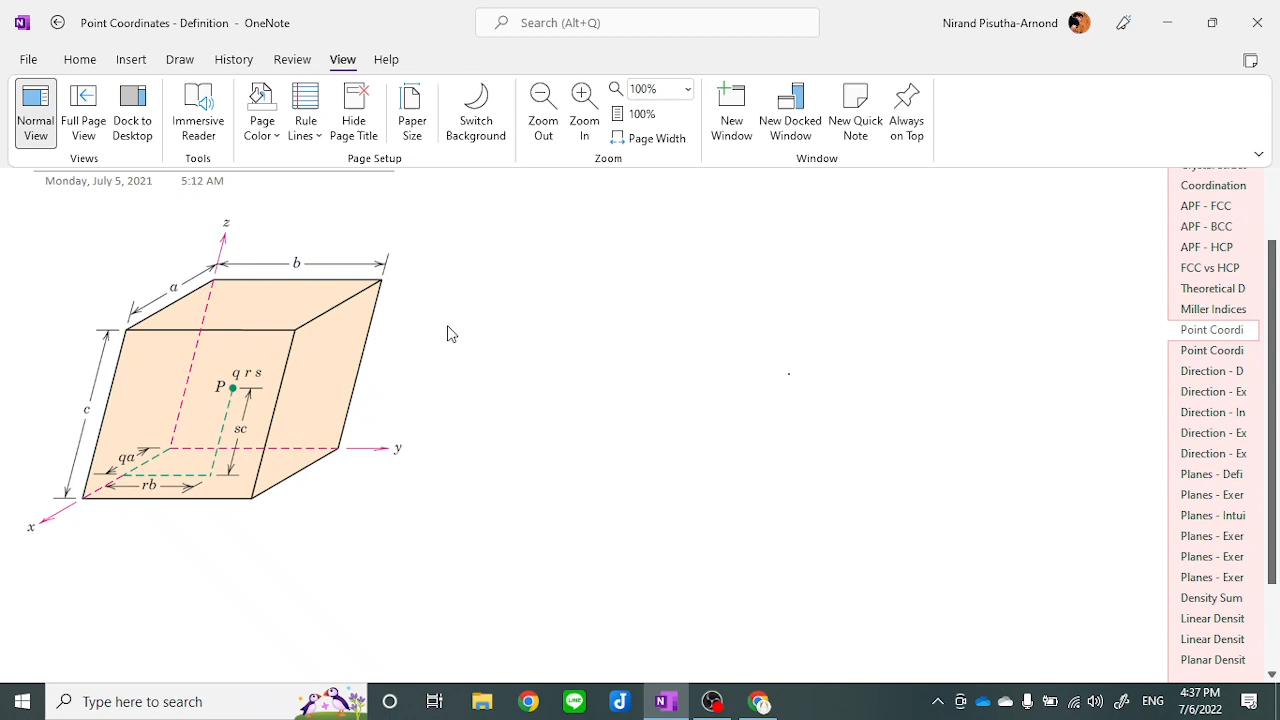 Point Coordinates - Definition - OneNote
Search (Alt+Q)
Nirand Pisutha-Arnond
File Home Insert Draw History Review View Help
Normal View
Full Page View
Dock to Desktop
Immersive Reader
Page Color
Rule Lines
Hide Page Title
Paper Size
Switch Background
Zoom Out
Zoom In
100%
100%
Page Width
New Window
New Docked Window
New Quick Note
Always on Top
Views
Tools
Page Setup
Zoom
Window
Monday, July 5, 2021 5:12 AM
z
b
a
q r s
P
c
sc
y
qa
rb
x
Coordination
APF - FCC
APF - BCC
APF - HCP
FCC vs HCP
Theoretical D
Miller Indices
Point Coordi
Point Coordi
Direction - D
Direction - Ex
Direction - In
Direction - Ex
Direction - Ex
Planes - Defi
Planes - Exer
Planes - Intui
Planes - Exer
Planes - Exer
Planes - Exer
Density Sum
Linear Densit
Linear Densit
Planar Densit
Type here to search
LINE
ENG
4:37 PM
7/6/2022